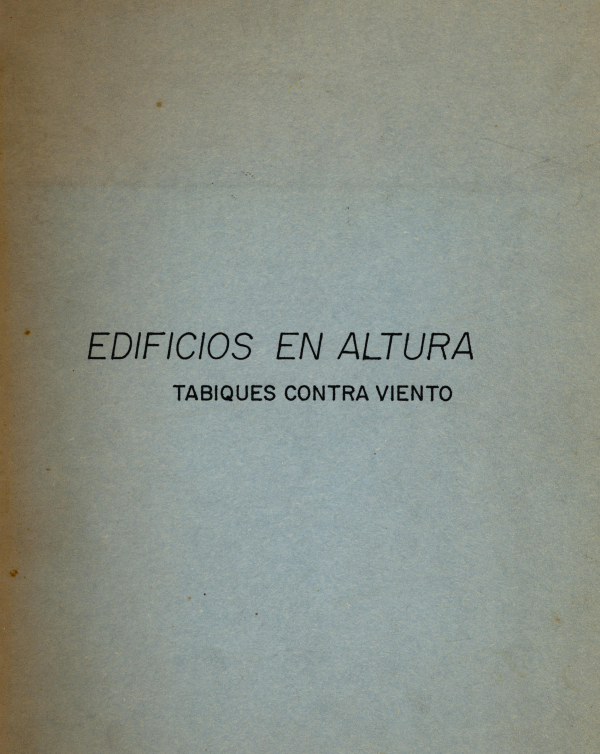 EDIFICIOS EN ALTURA
TABIQUES CONTRA VIENTO